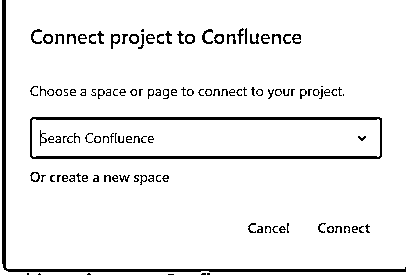 Connect project to Confluence
Choose a space or page to connect to your project.
Search Confluence
Or create a new space
Cancel Connect